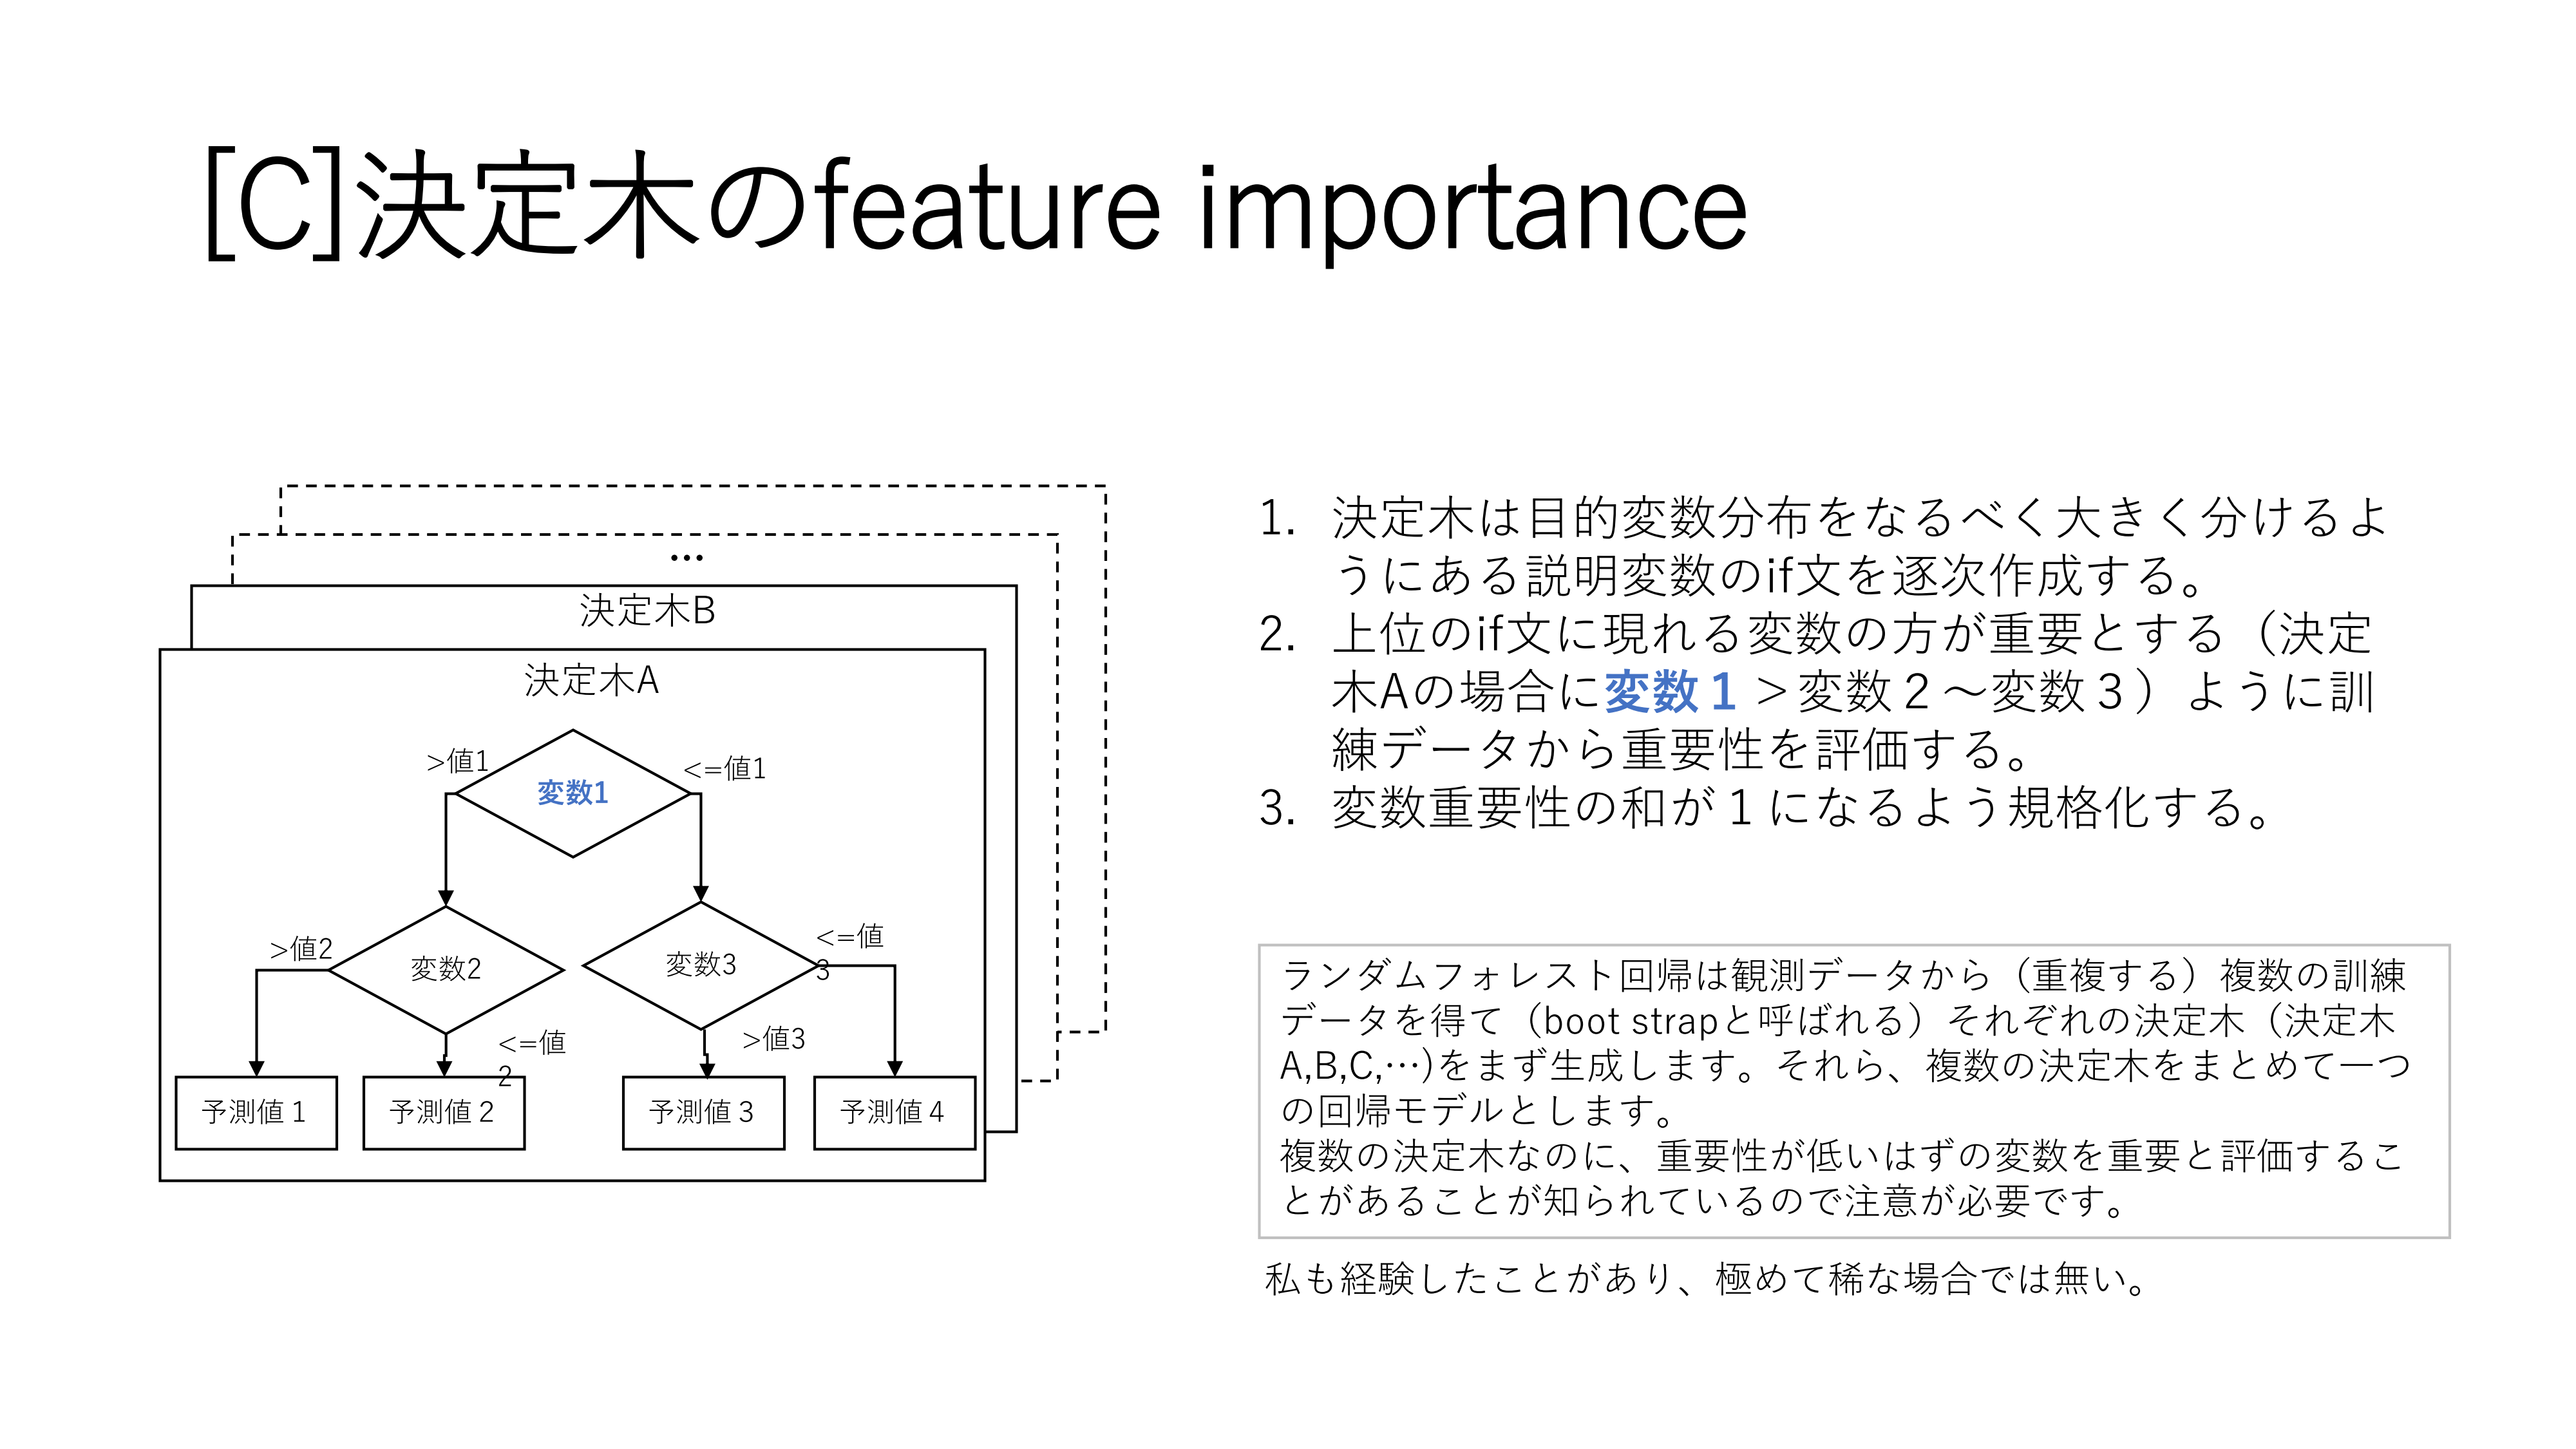 [C]決定木のfeature importance
…
決定木B
決定木A
>値1
<=値1
変数1
>値2
変数2
<=値
2
変数3
<=値
3
>値3
予測値１
予測値２
予測値３
予測値４
1. 決定木は目的変数分布をなるべく大きく分けるよ
うにある説明変数のif文を逐次作成する。
2. 上位のif文に現れる変数の方が重要とする（決定
木Aの場合に変数１＞変数２～変数３）ように訓
練データから重要性を評価する。
3. 変数重要性の和が１になるよう規格化する。
ランダムフォレスト回帰は観測データから（重複する）複数の訓練
データを得て（boot strapと呼ばれる）それぞれの決定木（決定木
A,B,C,…)をまず生成します。それら、複数の決定木をまとめて一つ
の回帰モデルとします。
複数の決定木なのに、重要性が低いはずの変数を重要と評価するこ
とがあることが知られているので注意が必要です。
私も経験したことがあり、極めて稀な場合では無い。